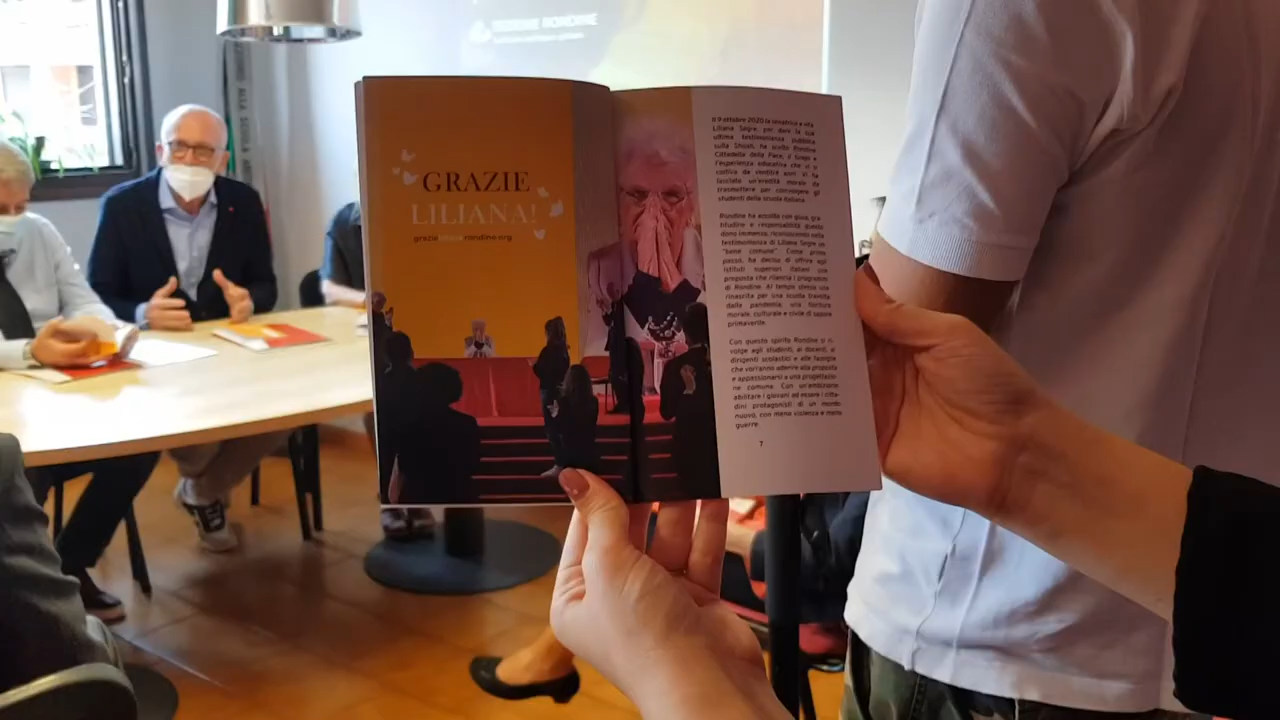 SEZIONE RONDINE
ALLA SCUOLA
GRAZIE
LILIANA!
grazieliliana.rondine.org
Il 9 ottobre 2020 la senatrice a vita
Liliana Segre, per dare la sua
ultima testimonianza pubblica
sulla Shoah, ha scelto Rondine
Cittadella della Pace, il luogo e
l'esperienza educativa che vi si
coltiva da ventitré anni. Vi ha
lasciato un'eredità morale da
trasmettere per coinvolgere gli
studenti della scuola italiana.
Rondine ha accolto con gioia, gra
titudine e responsabilità questo
dono immenso, riconoscendo nella
testimonianza di Liliana Segre un
"bene comune". Come primo
passo, ha deciso di offrire agli
istituti superiori italiani una
proposta che rilancia i programmi
di Rondine. Al tempo stesso una
rinascita per una scuola travolta
dalla pandemia, una fioritura
morale, culturale e civile di sapore
primaverile.
Con questo spirito Rondine si ri-
volge agli studenti, ai docenti, ai
dirigenti scolastici e alle famiglie
che vorranno aderire alla proposta
e appassionarsi a una progettazio-
ne comune. Con un'ambizione:
abilitare i giovani ad essere i citta-
dini protagonisti di un mondo
nuovo, con meno violenza e meno
guerre.
7